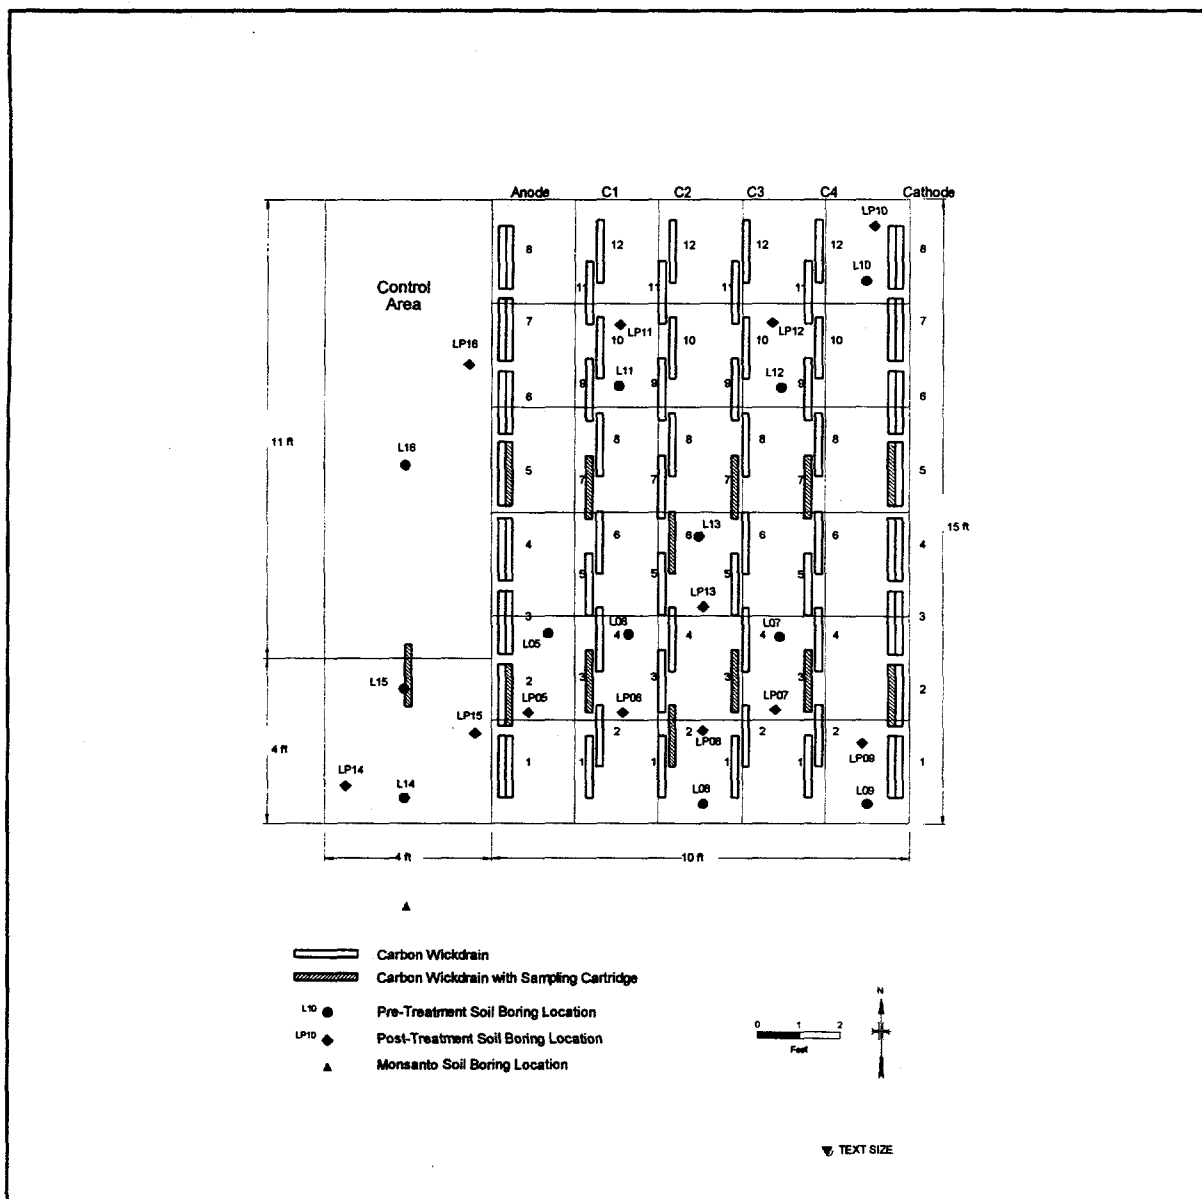 Anode C1 C2 C3 C4 Cathode
LP10
8 12 12 12 12 8
L10
Control
Area
11 11 11 11
7 LP11 LP12 7
10 10 10 10
LP16
L11 L12
9 9 9 9
6 6
11 ft
8 8 8 8
L16
5 7 7 7 7 5
15 ft
L13
6 6 6 6
4 4
5 5 5 5
LP13
3 3
L05 L06 L07
4 4 4 4
L15 2 3 3 3 3 2
LP05 LP06 LP07
LP15
2 2 2 2
LP08
LP09
4 ft
1 1 1 1 1 1
LP14 L14 L08 L09
4 ft 10 ft
Carbon Wickdrain
Carbon Wickdrain with Sampling Cartridge
L10 Pre-Treatment Soil Boring Location
LP10 Post-Treatment Soil Boring Location
Monsanto Soil Boring Location
N
0 1 2
Feet
TEXT SIZE